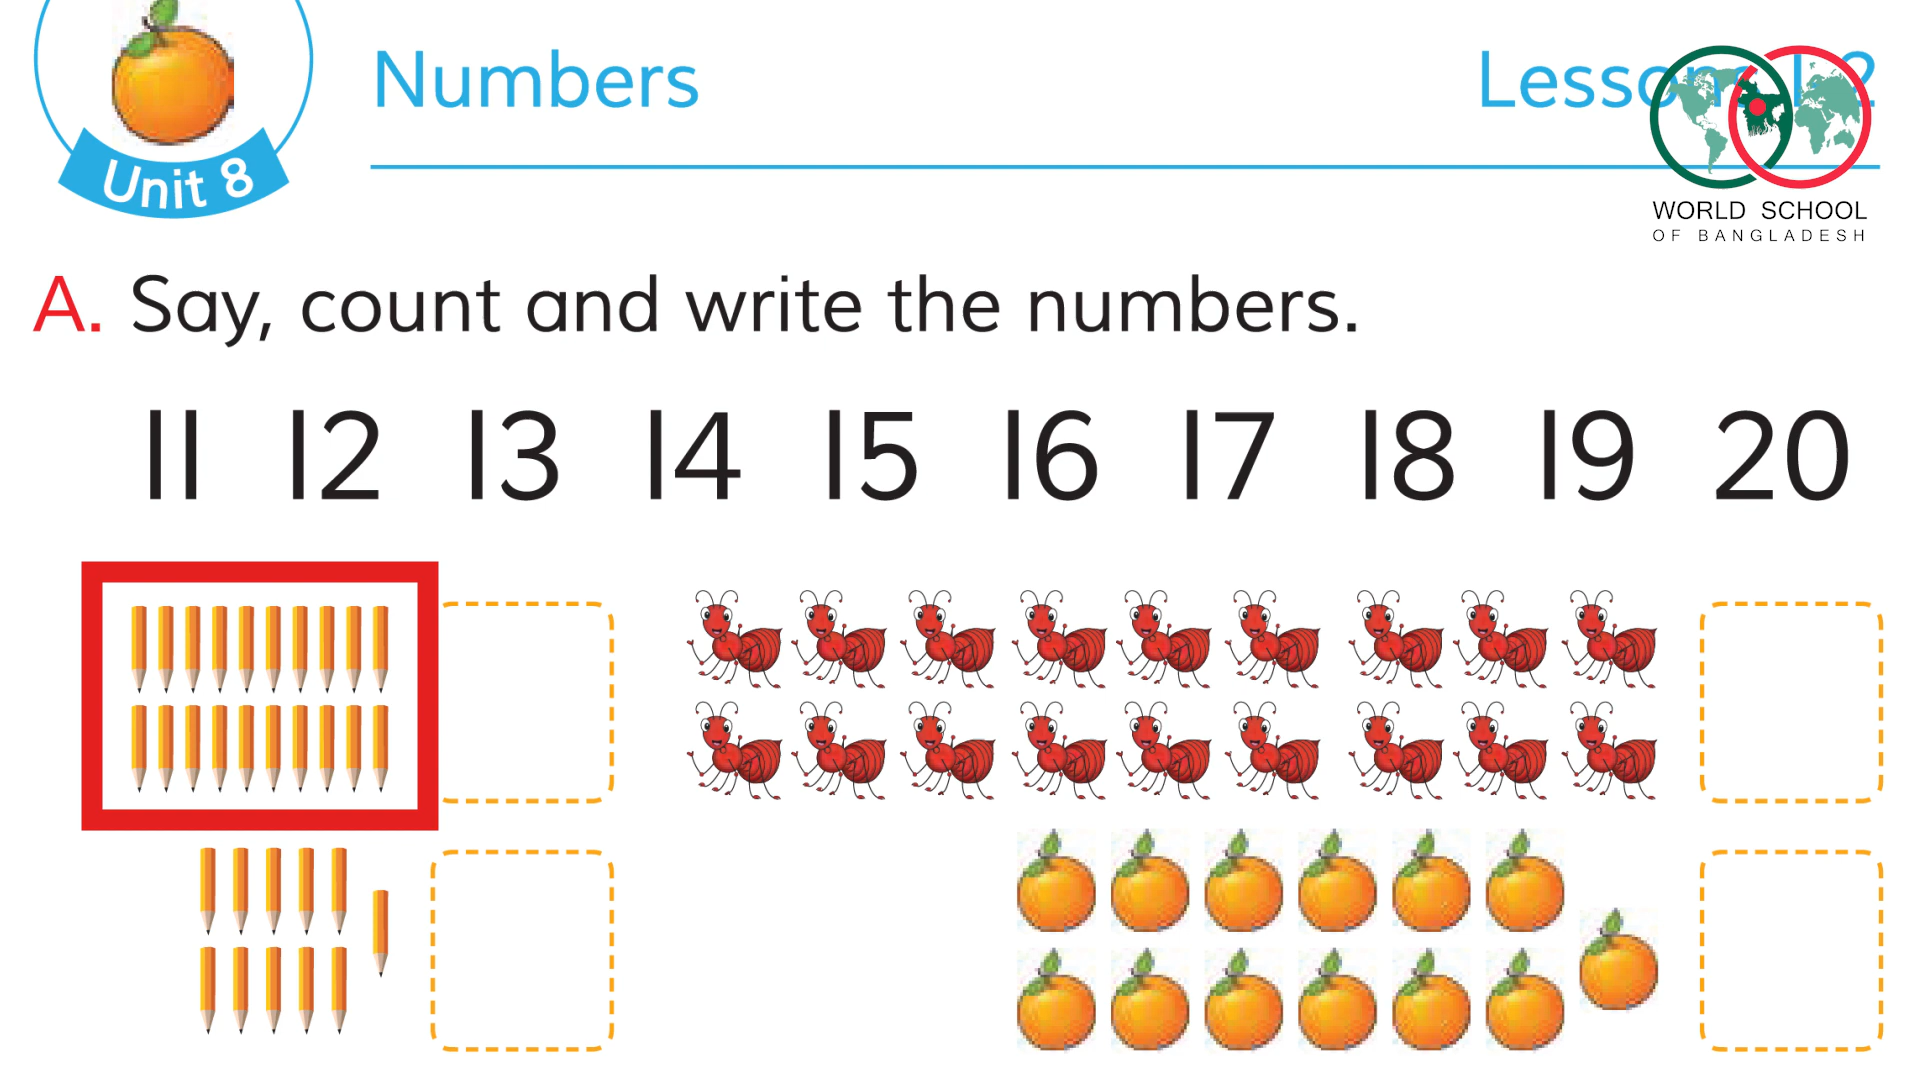 Numbers
Lessons 1-2
Unit 8
WORLD SCHOOL
OF BANGLADESH
A. Say, count and write the numbers.
11 12 13 14 15 16 17 18 19 20